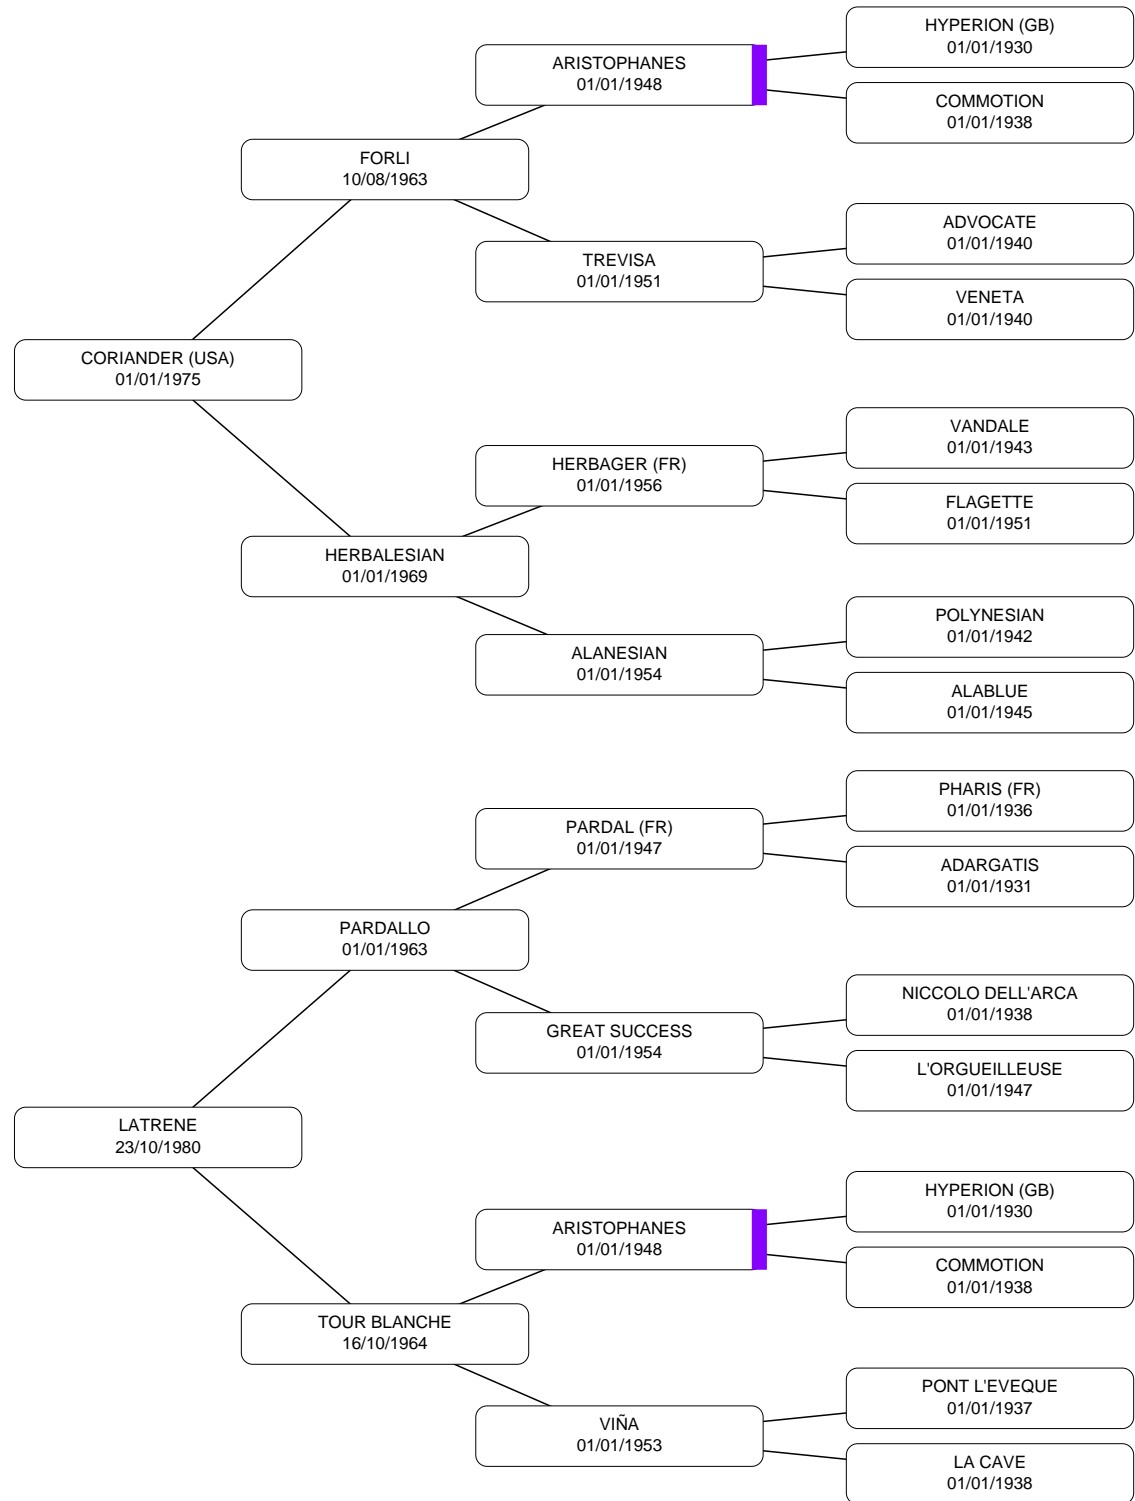 HYPERION (GB)
01/01/1930
ARISTOPHANES
01/01/1948
COMMOTION
01/01/1938
FORLI
10/08/1963
ADVOCATE
01/01/1940
TREVISA
01/01/1951
VENETA
01/01/1940
CORIANDER (USA)
01/01/1975
VANDALE
01/01/1943
HERBAGER (FR)
01/01/1956
FLAGETTE
01/01/1951
HERBALESIAN
01/01/1969
POLYNESIAN
01/01/1942
ALANESIAN
01/01/1954
ALABLUE
01/01/1945
PHARIS (FR)
01/01/1936
PARDAL (FR)
01/01/1947
ADARGATIS
01/01/1931
PARDALLO
01/01/1963
NICCOLO DELL'ARCA
01/01/1938
GREAT SUCCESS
01/01/1954
L'ORGUEILLEUSE
01/01/1947
LATRENE
23/10/1980
HYPERION (GB)
01/01/1930
ARISTOPHANES
01/01/1948
COMMOTION
01/01/1938
TOUR BLANCHE
16/10/1964
PONT L'EVEQUE
01/01/1937
VIÑA
01/01/1953
LA CAVE
01/01/1938